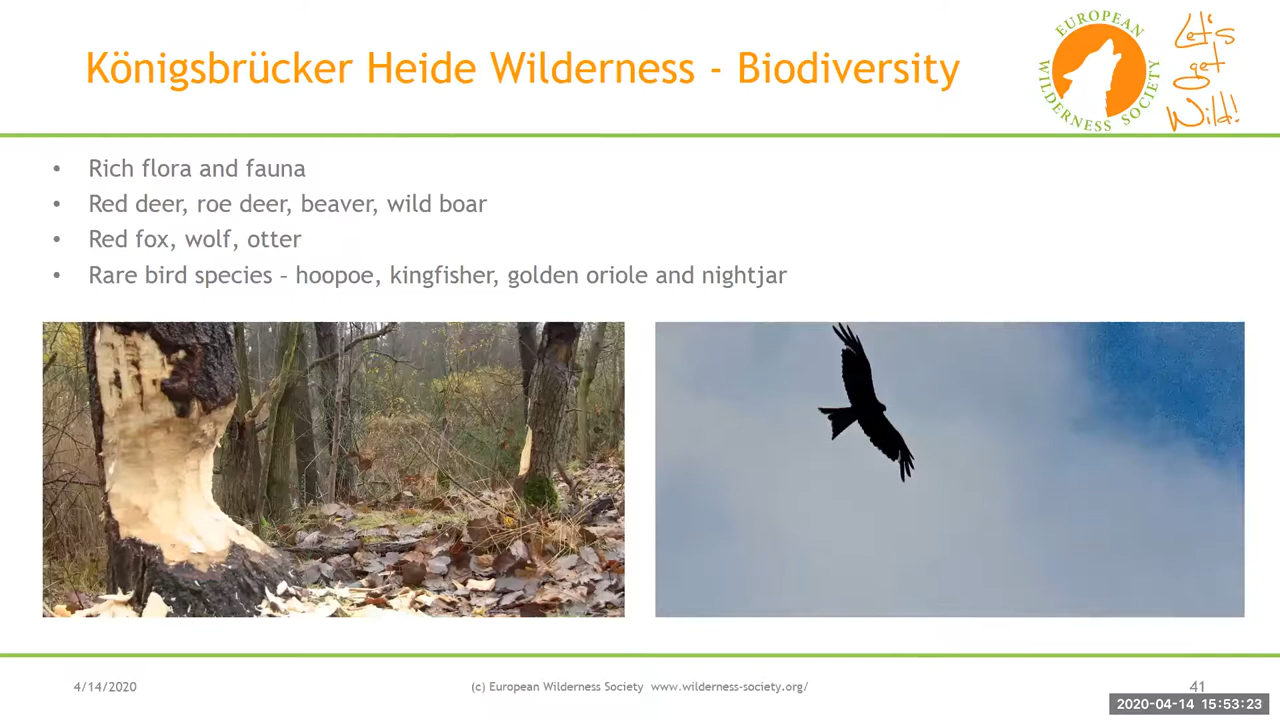 Königsbrücker Heide Wilderness - Biodiversity
EUROPEAN
WILDERNESS SOCIETY
Let's
get
Wild!
• Rich flora and fauna
• Red deer, roe deer, beaver, wild boar
• Red fox, wolf, otter
• Rare bird species – hoopoe, kingfisher, golden oriole and nightjar
4/14/2020
(c) European Wilderness Society www.wilderness-society.org/
41
2020-04-14 15:53:23